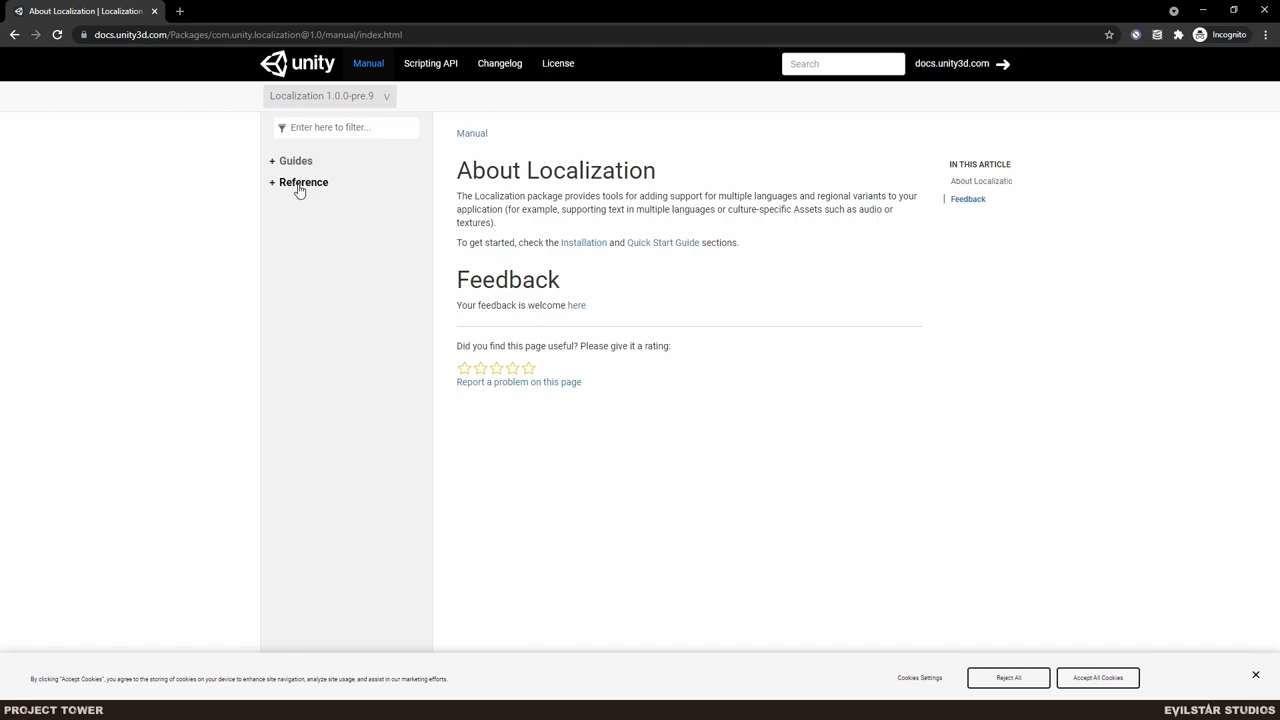 About Localization | Localization
docs.unity3d.com/Packages/com.unity.localization@1.0/manual/index.html
Incognito
unity
Manual
Scripting API
Changelog
License
Search
docs.unity3d.com
Localization 1.0.0-pre.9
Enter here to filter...
+ Guides
+ Reference
Manual
About Localization
The Localization package provides tools for adding support for multiple languages and regional variants to your
application (for example, supporting text in multiple languages or culture-specific Assets such as audio or
textures).
To get started, check the Installation and Quick Start Guide sections.
Feedback
Your feedback is welcome here
Did you find this page useful? Please give it a rating:
Report a problem on this page
IN THIS ARTICLE
About Localizatic
Feedback
By clicking "Accept Cookies", you agree to the storing of cookies on your device to enhance site navigation, analyze site usage, and assist in our marketing efforts.
Cookies Settings
Reject All
Accept All Cookies
PROJECT TOWER
EVILSTAR STUDIOS